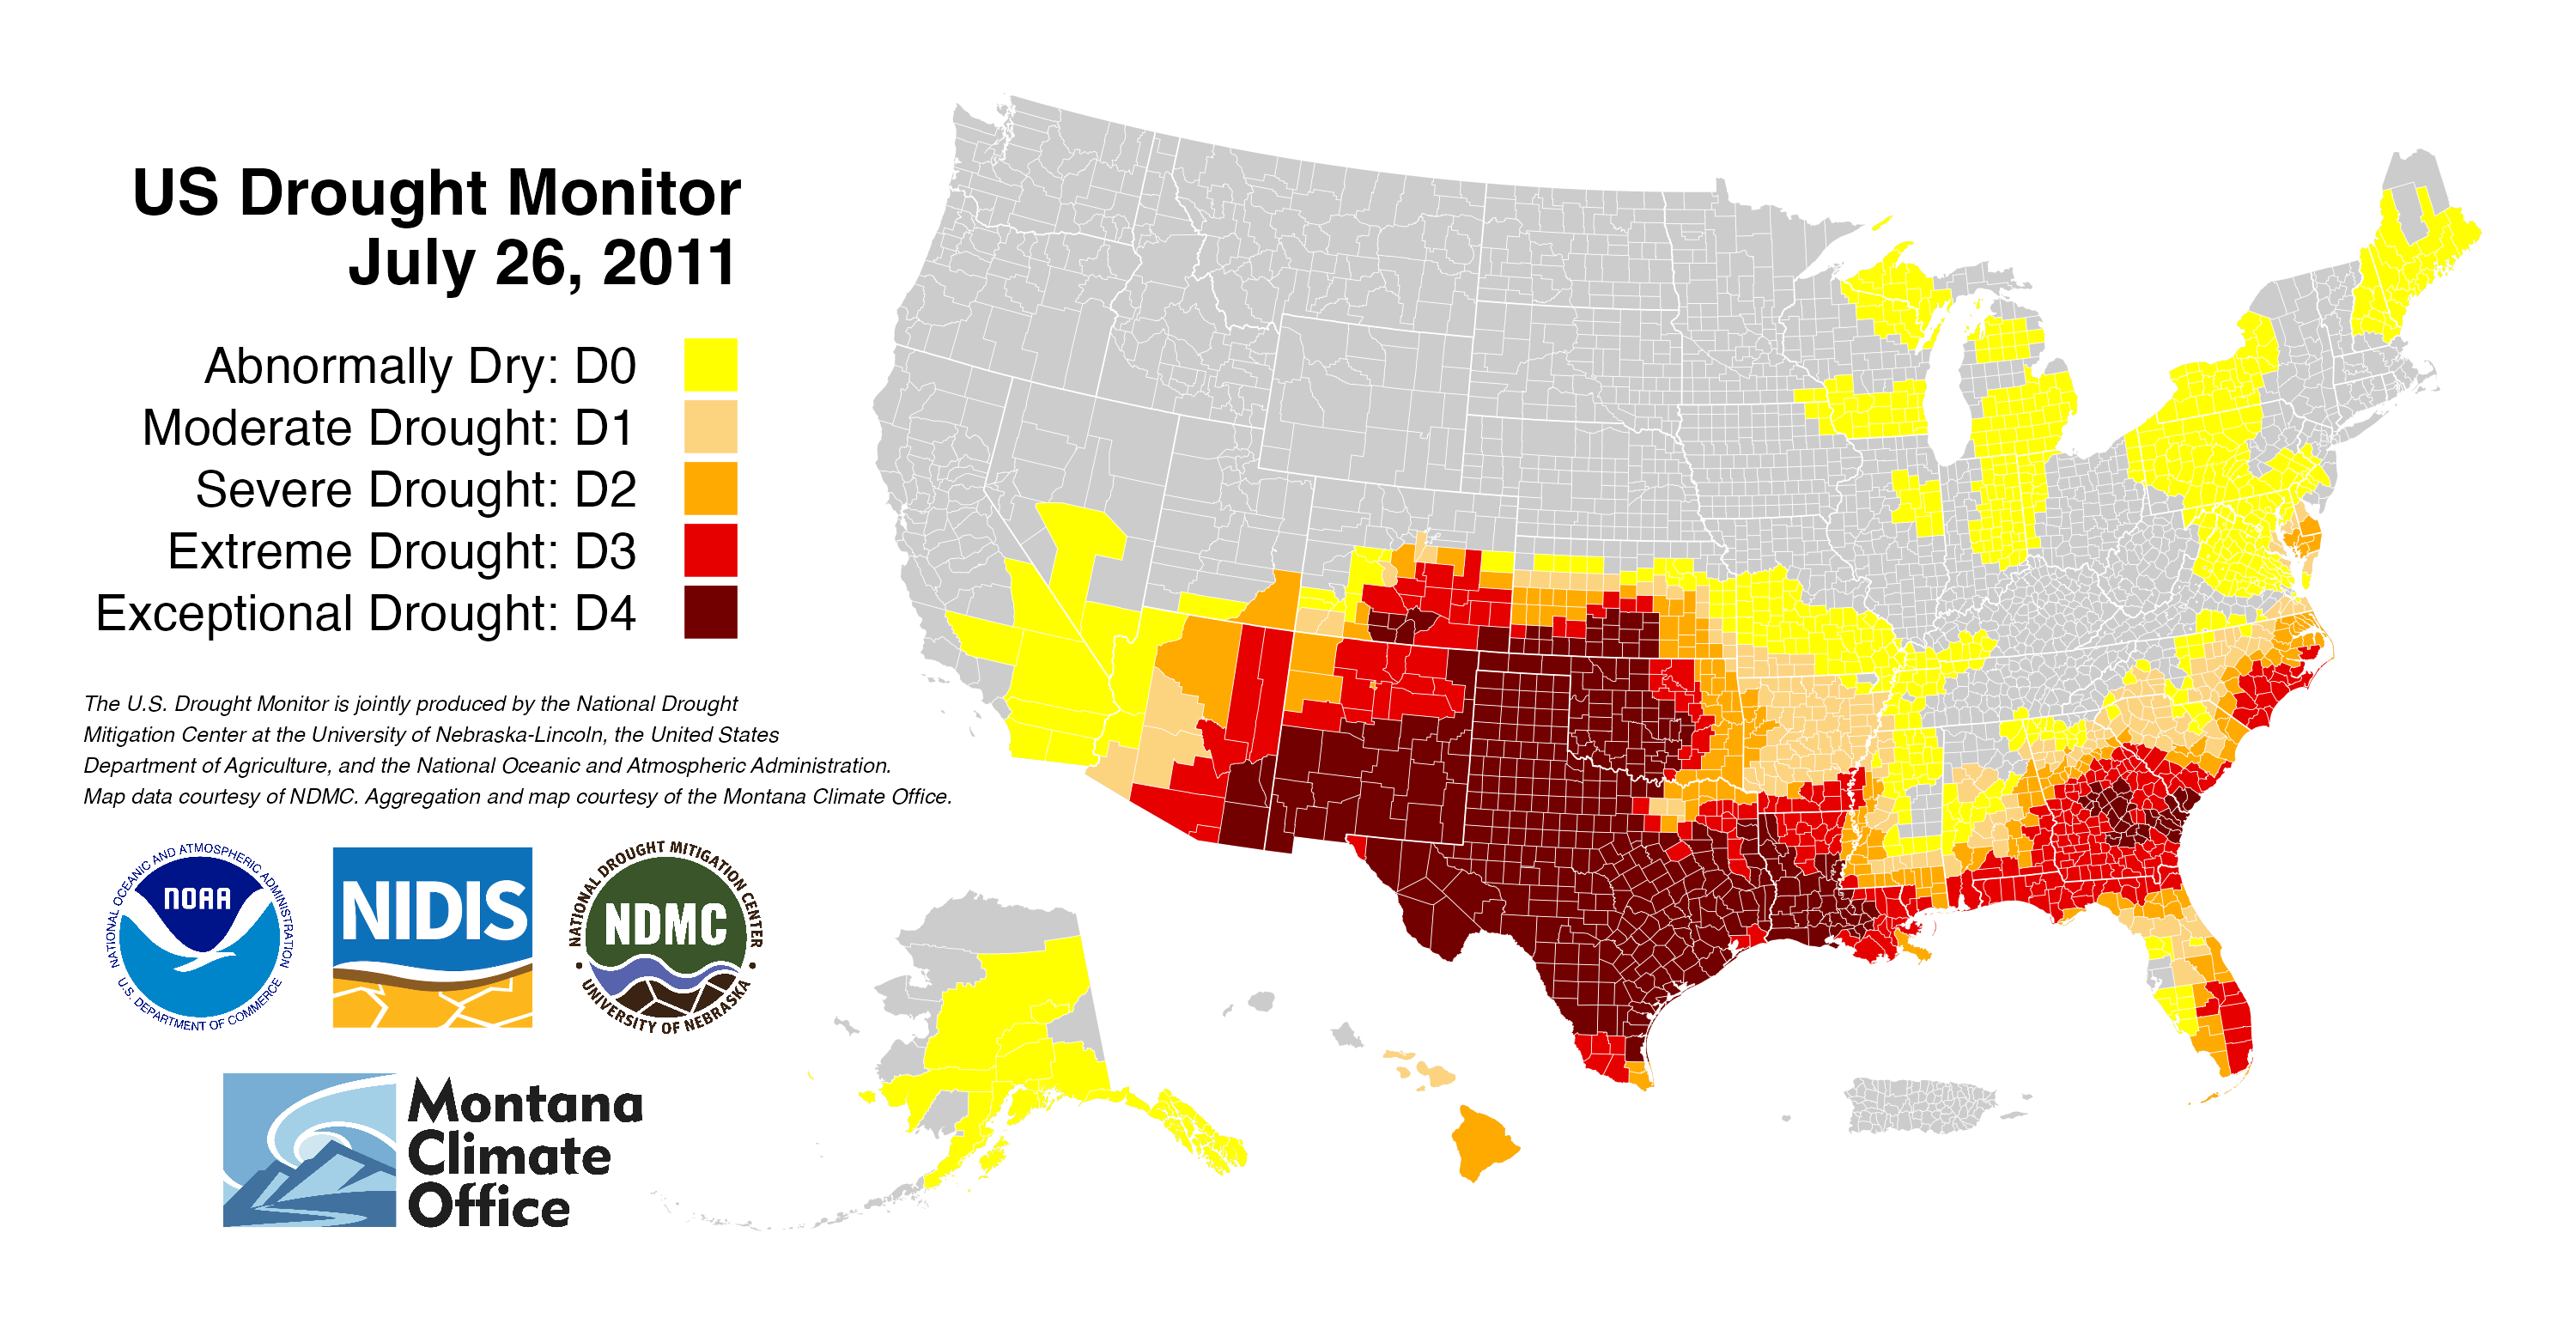 US Drought Monitor
July 26, 2011
Abnormally Dry: D0
Moderate Drought: D1
Severe Drought: D2
Extreme Drought: D3
Exceptional Drought: D4
The U.S. Drought Monitor is jointly produced by the National Drought
Mitigation Center at the University of Nebraska-Lincoln, the United States
Department of Agriculture, and the National Oceanic and Atmospheric Administration.
Map data courtesy of NDMC. Aggregation and map courtesy of the Montana Climate Office.
NATIONAL OCEANIC AND ATMOSPHERIC ADMINISTRATION
NOAA
U.S. DEPARTMENT OF COMMERCE
NIDIS
NATIONAL DROUGHT MITIGATION CENTER
NDMC
UNIVERSITY OF NEBRASKA
Montana
Climate
Office